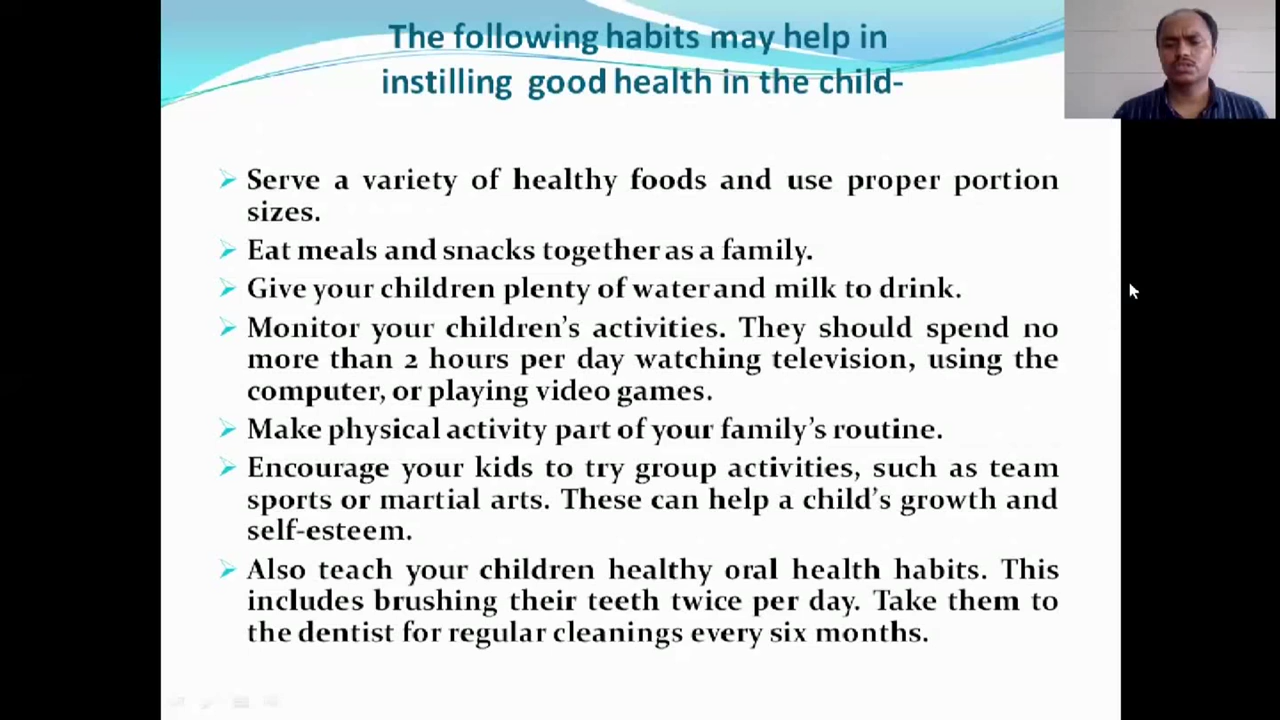 The following habits may help in
instilling good health in the child-
Serve a variety of healthy foods and use proper portion
sizes.
Eat meals and snacks together as a family.
Give your children plenty of water and milk to drink.
Monitor your children's activities. They should spend no
more than 2 hours per day watching television, using the
computer, or playing video games.
Make physical activity part of your family's routine.
Encourage your kids to try group activities, such as team
sports or martial arts. These can help a child's growth and
self-esteem.
Also teach your children healthy oral health habits. This
includes brushing their teeth twice per day. Take them to
the dentist for regular cleanings every six months.